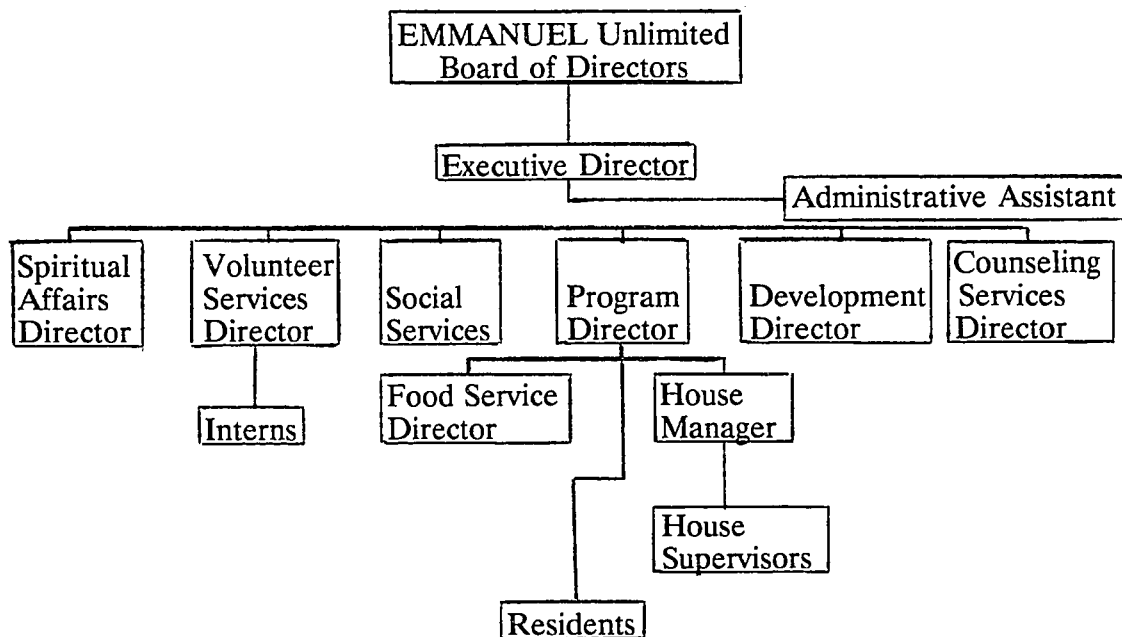 EMMANUEL Unlimited
Board of Directors
Executive Director
Administrative Assistant
Spiritual
Affairs
Director
Volunteer
Services
Director
Social
Services
Program
Director
Development
Director
Counseling
Services
Director
Interns
Food Service
Director
House
Manager
House
Supervisors
Residents